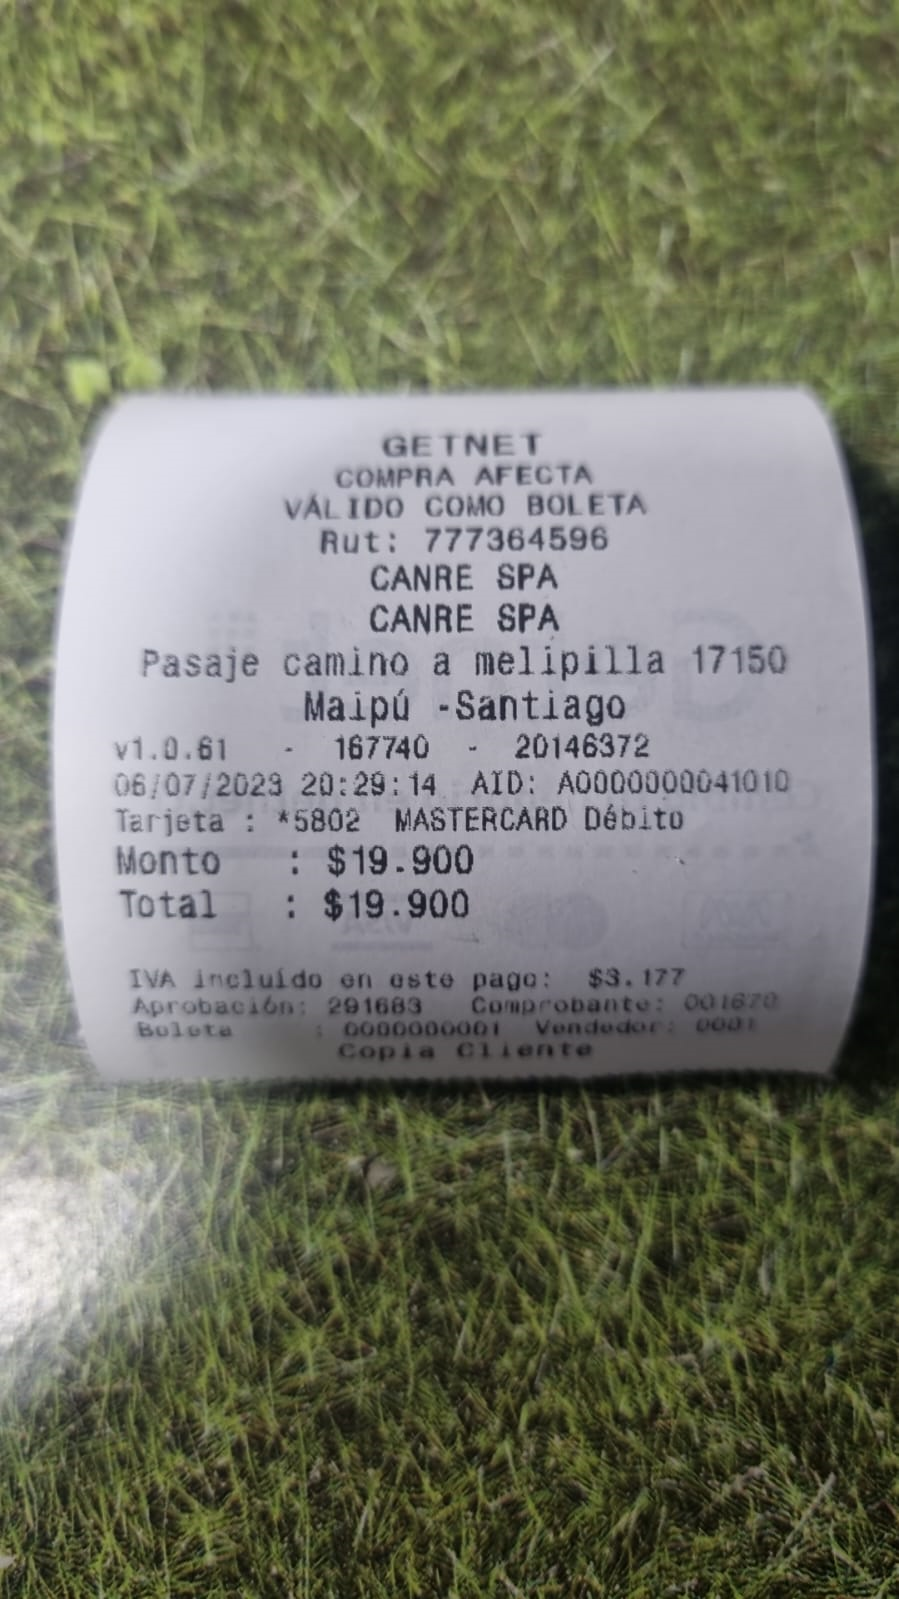 GETNET
COMPRA AFECTA
VÁLIDO COMO BOLETA
Rut: 777364596
CANRE SPA
CANRE SPA
Pasaje camino a melipilla 17150
Maipú -Santiago
v1.0.61 - 167740 - 20146372
06/07/2023 20:29:14 AID: A0000000041010
Tarjeta : *5802 MASTERCARD Débito
Monto : $19.900
Total : $19.900
IVA incluído en este pago: $3.177
Aprobación: 291683 Comprobante: 001670
Boleta : 0000000001 Vendedor: 0001
Copia Cliente